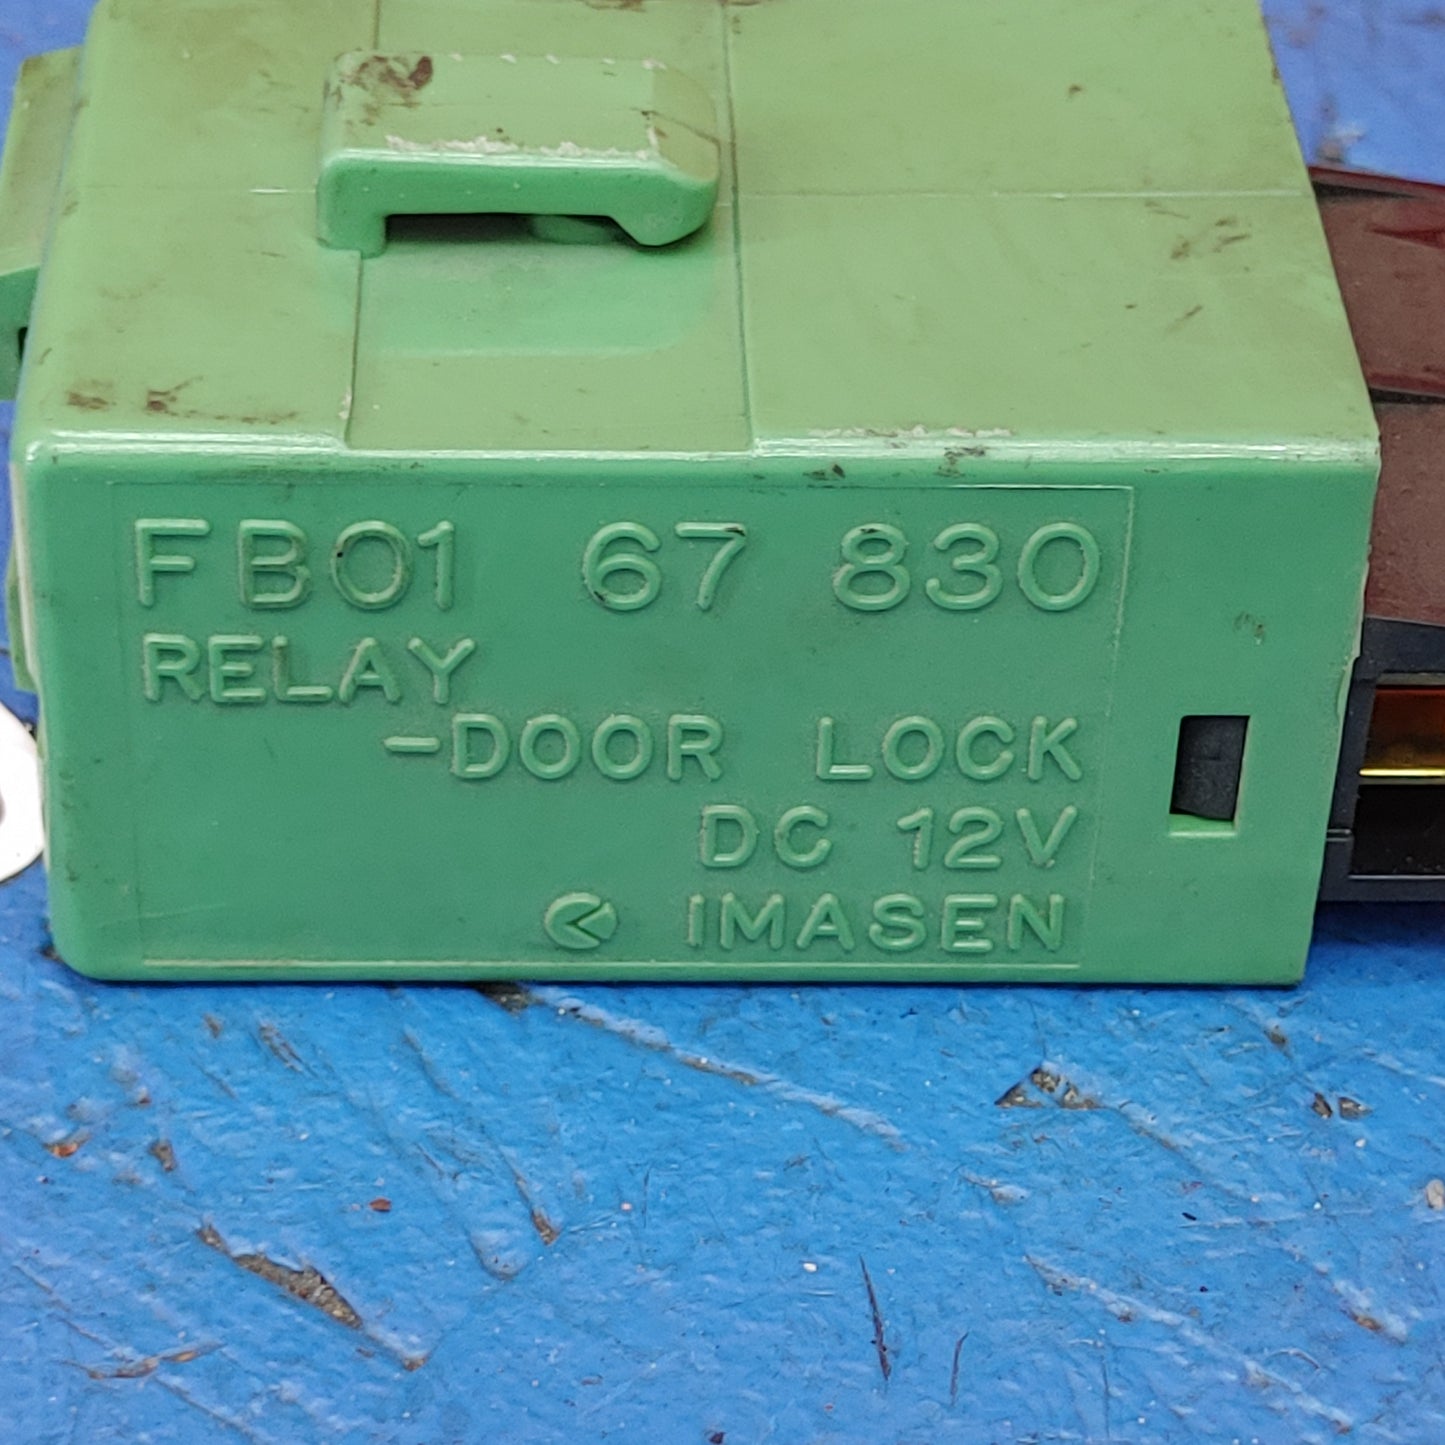 FB01 67 830
RELAY
-DOOR LOCK
DC 12V
IMASEN